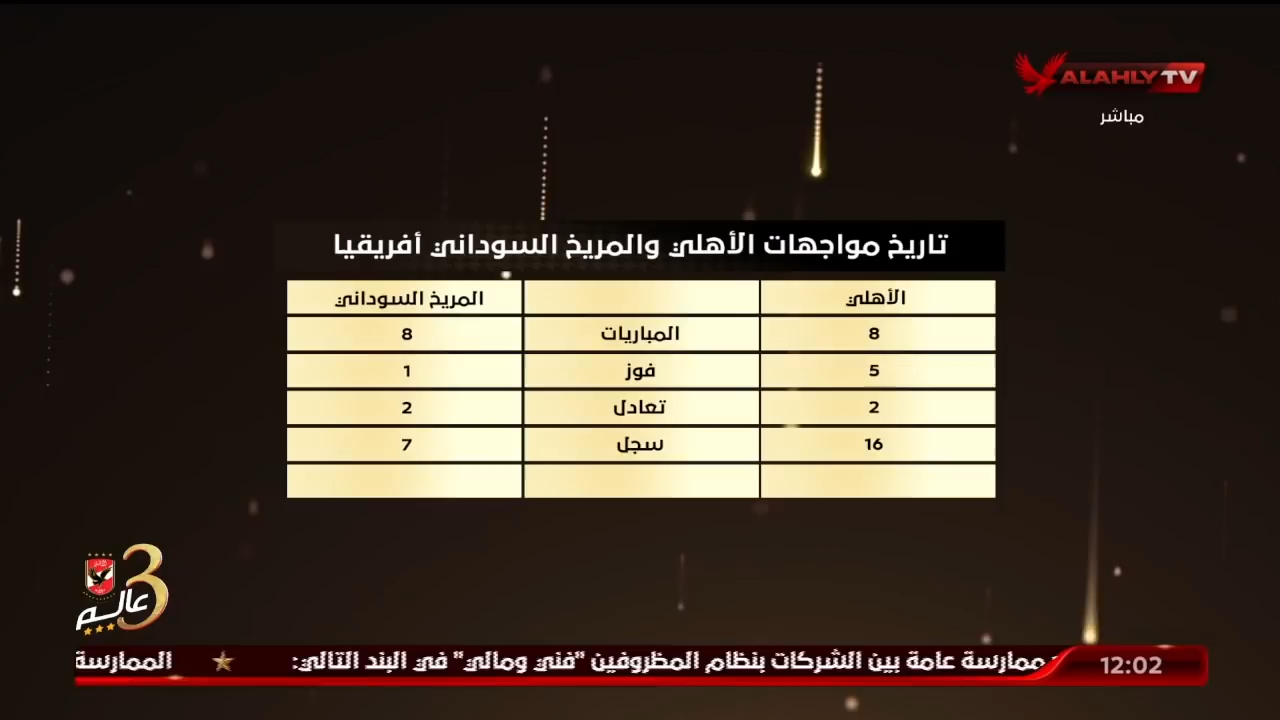 ALAHLY TV
مباشر
تاريخ مواجهات الأهلي والمريخ السوداني أفريقيا
الأهلي المريخ السوداني
8 المباريات 8
5 فوز 1
2 تعادل 2
16 سجل 7
3
عالم
12:02 ممارسة عامة بين الشركات بنظام المظروفين "فني ومالي" في البند التالي: الممارسة